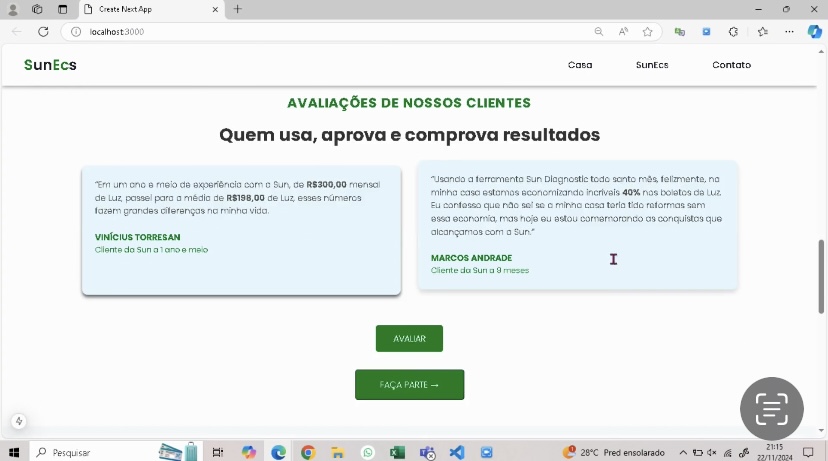 Create Next App
localhost:3000
SunEcs
Casa SunEcs Contato
AVALIAÇÕES DE NOSSOS CLIENTES
Quem usa, aprova e comprova resultados
"Em um ano e meio de experiência com a Sun, de R$300,00 mensal
de Luz, passei para a média de R$198,00 de Luz, esses números
fazem grandes diferenças na minha vida.
VINÍCIUS TORRESAN
Cliente da Sun a 1 ano e meio
"Usando a ferramenta Sun Diagnostic todo santo mês, felizmente, na
minha casa estamos economizando incríveis 40% nos boletos de Luz.
Eu confesso que não sei se a minha casa teria tido reformas sem
essa economia, mas hoje eu estou comemorando as conquistas que
alcançamos com a Sun."
MARCOS ANDRADE
Cliente da Sun a 9 meses
AVALIAR
FAÇA PARTE →
Pesquisar
28°C Pred ensolarado
21:15
22/11/2024